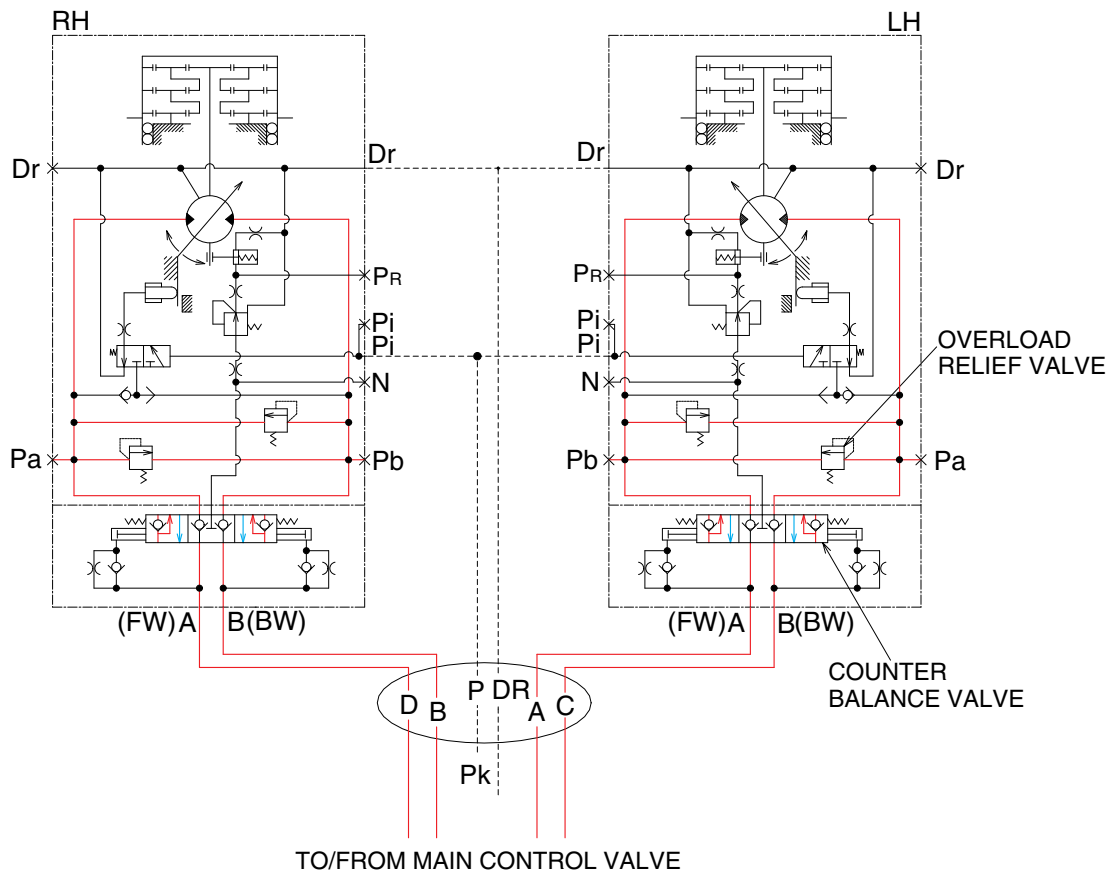 RH
LH
Dr
Dr
Dr
Dr
PR
PR
Pi
Pi
Pi
Pi
N
N
OVERLOAD
RELIEF VALVE
Pa
Pb
Pb
Pa
(FW) A
B (BW)
(FW) A
B (BW)
COUNTER
BALANCE VALVE
D
B
P
DR
A
C
Pk
TO/FROM MAIN CONTROL VALVE